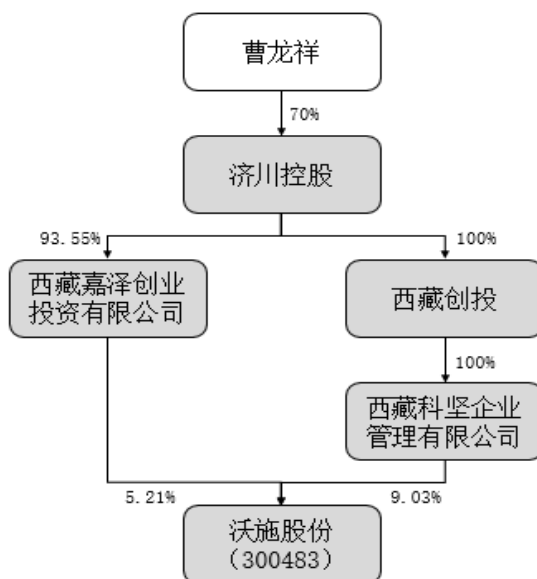 曹龙祥
70%
济川控股
93.55%
100%
西藏嘉泽创业
投资有限公司
西藏创投
100%
西藏科坚企业
管理有限公司
5.21%
9.03%
沃施股份
（300483）